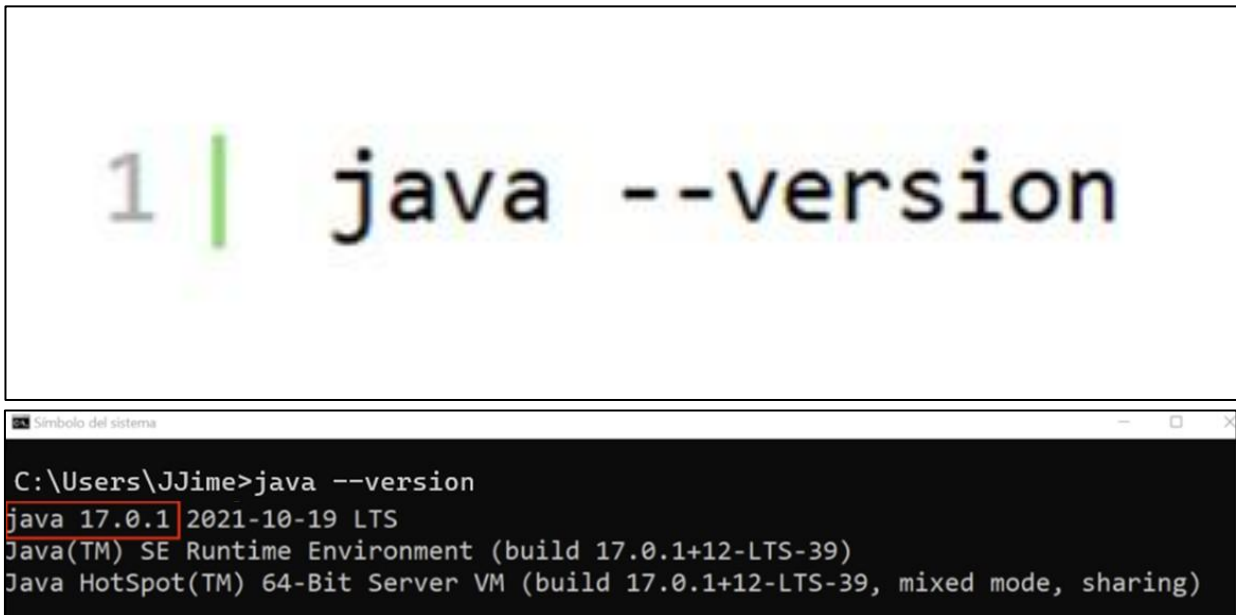 1 java --version
Símbolo del sistema
C:\Users\JJime>java --version
java 17.0.1 2021-10-19 LTS
Java(TM) SE Runtime Environment (build 17.0.1+12-LTS-39)
Java HotSpot(TM) 64-Bit Server VM (build 17.0.1+12-LTS-39, mixed mode, sharing)